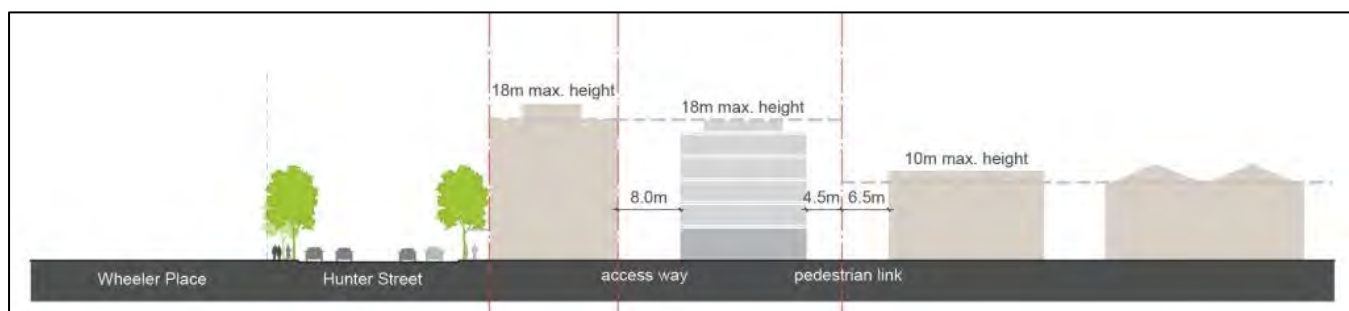 18m max. height
18m max. height
10m max. height
8.0m
4.5m
6.5m
Wheeler Place
Hunter Street
access way
pedestrian link